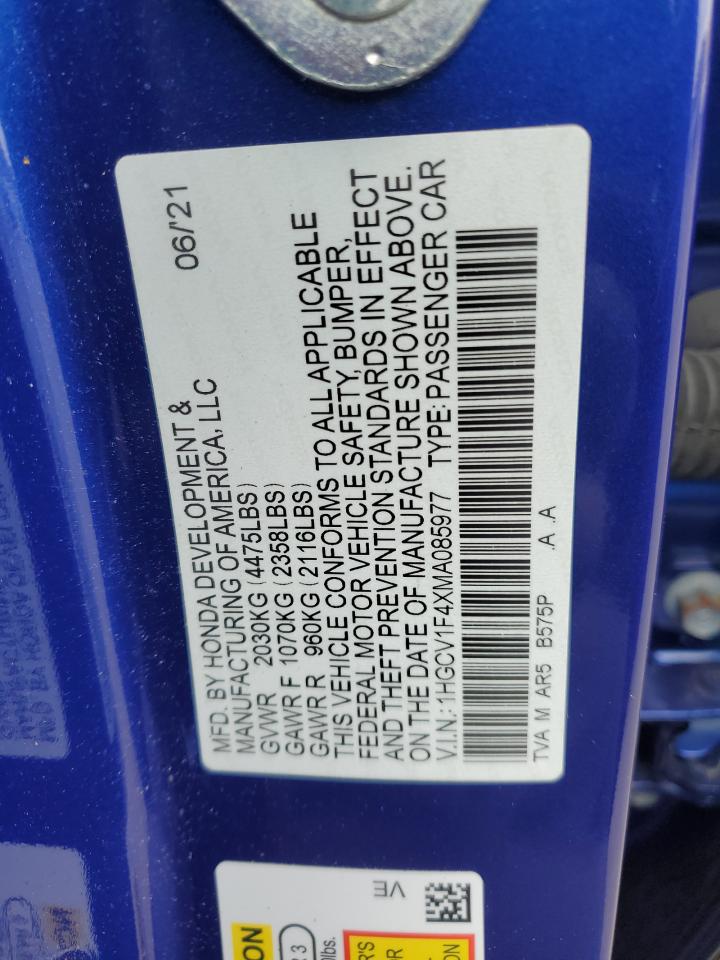 MFD. BY HONDA DEVELOPMENT & 06/'21
MANUFACTURING OF AMERICA, LLC
GVWR 2030KG (4475LBS)
GAWR F 1070KG (2358LBS)
GAWR R 960KG (2116LBS)
THIS VEHICLE CONFORMS TO ALL APPLICABLE
FEDERAL MOTOR VEHICLE SAFETY, BUMPER,
AND THEFT PREVENTION STANDARDS IN EFFECT
ON THE DATE OF MANUFACTURE SHOWN ABOVE.
V.I.N.: 1HGCV1F4XMA085977 TYPE: PASSENGER CAR
TVA M AR5 B575P .A .A
VE